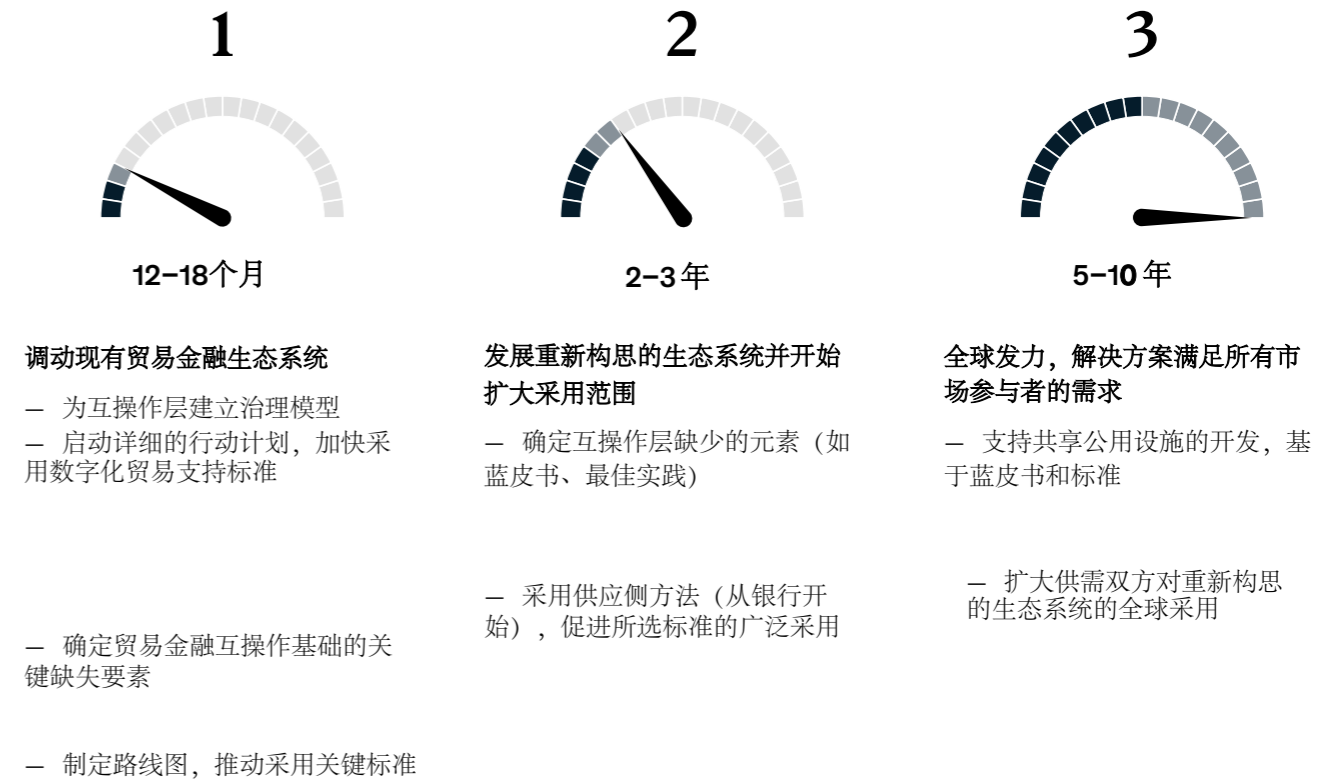 1
12–18个月
调动现有贸易金融生态系统
— 为互操作层建立治理模型
— 启动详细的行动计划，加快采
用数字化贸易支持标准
— 确定贸易金融互操作基础的关
键缺失要素
— 制定路线图，推动采用关键标准
2
2–3年
发展重新构思的生态系统并开始
扩大采用范围
— 确定互操作层缺少的元素（如
蓝皮书、最佳实践）
— 采用供应侧方法（从银行开
始），促进所选标准的广泛采用
3
5–10年
全球发力，解决方案满足所有市
场参与者的需求
— 支持共享公用设施的开发，基
于蓝皮书和标准
— 扩大供需双方对重新构思
的生态系统的全球采用